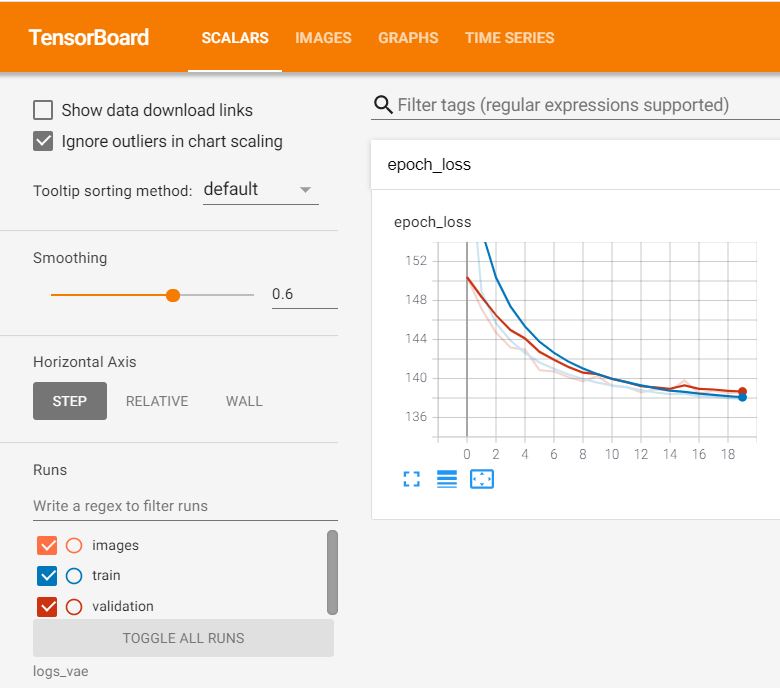 TensorBoard SCALARS IMAGES GRAPHS TIME SERIES
Show data download links
Ignore outliers in chart scaling
Tooltip sorting method: default
Smoothing
0.6
Horizontal Axis
STEP RELATIVE WALL
Runs
Write a regex to filter runs
images
train
validation
TOGGLE ALL RUNS
logs_vae
Filter tags (regular expressions supported)
epoch_loss
epoch_loss
152
148
144
140
136
0 2 4 6 8 10 12 14 16 18